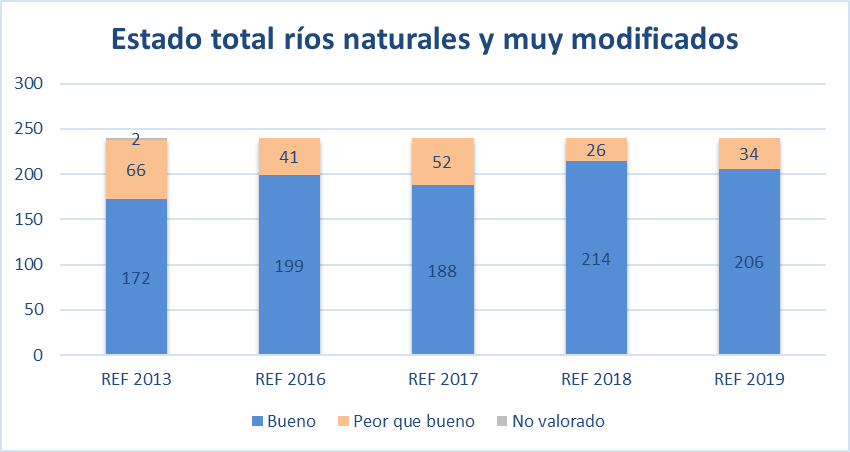 Estado total ríos naturales y muy modificados
300
250
200
150
100
50
0
2
66
172
41
199
52
188
26
214
34
206
REF 2013
REF 2016
REF 2017
REF 2018
REF 2019
Bueno
Peor que bueno
No valorado